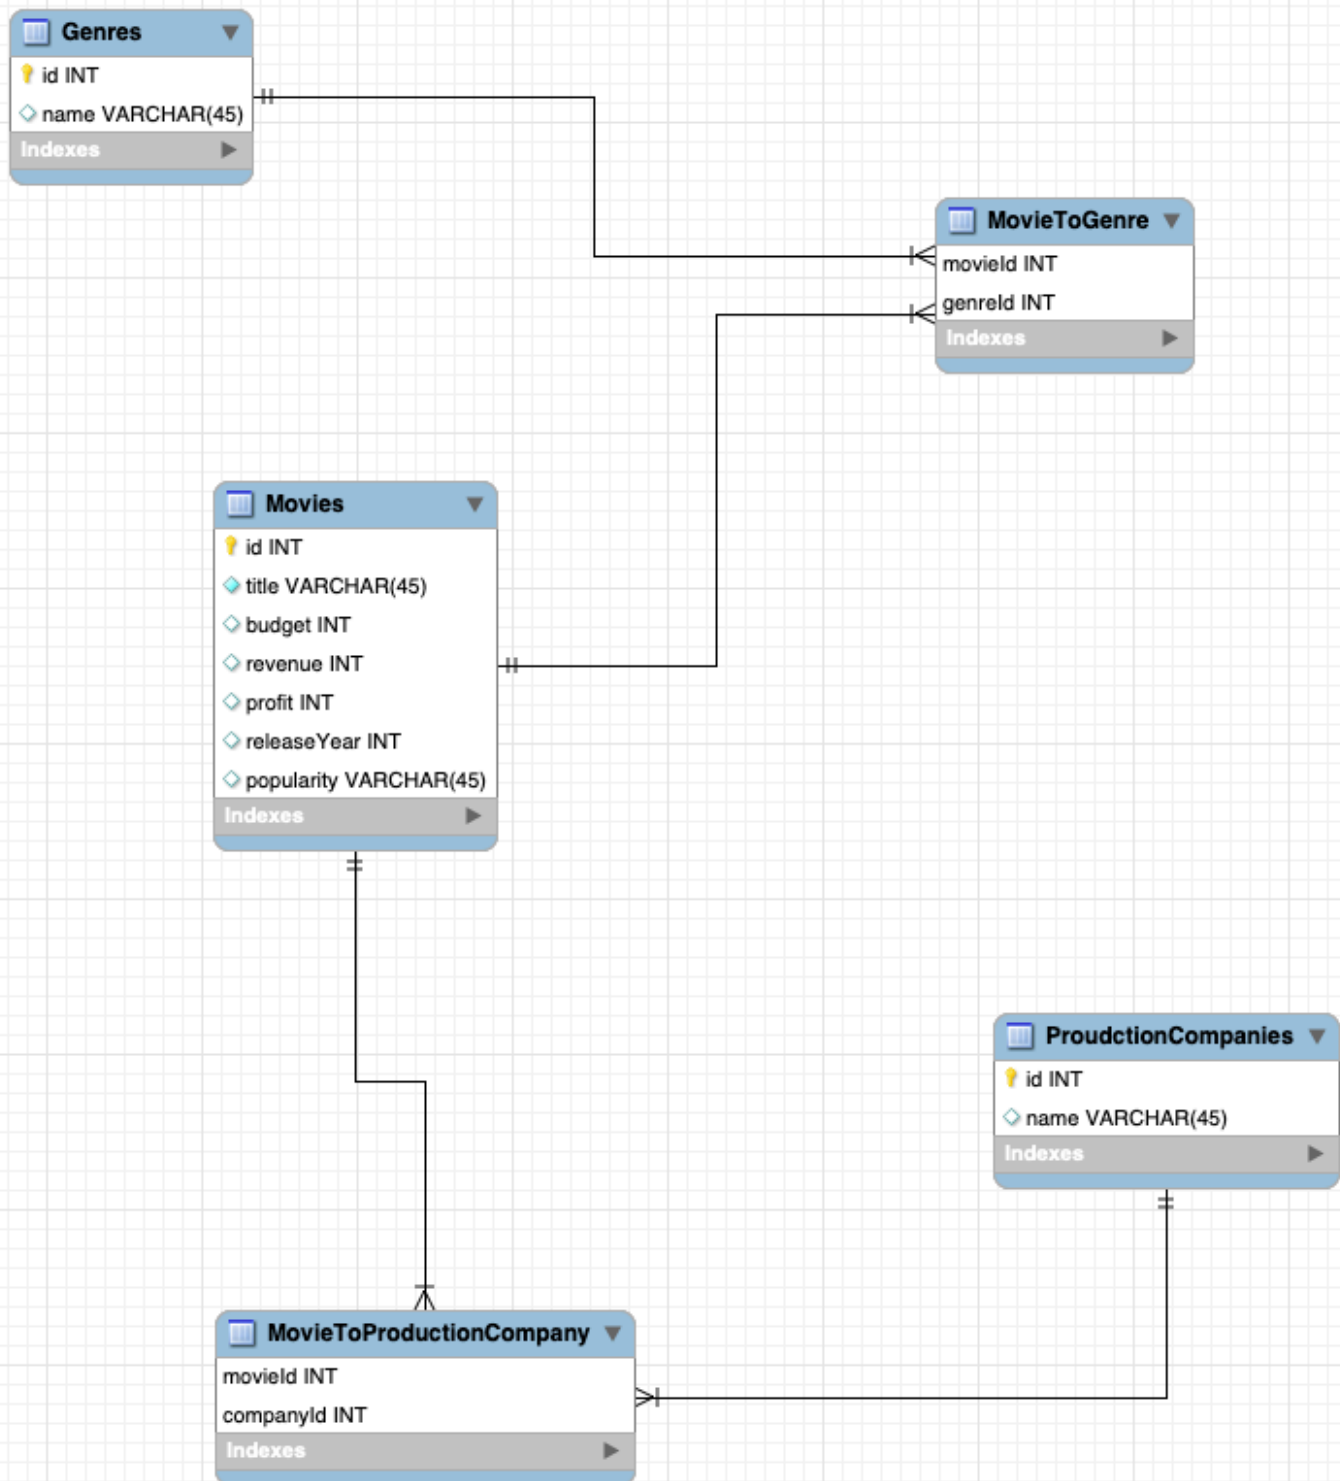 Genres
id INT
name VARCHAR(45)
Indexes
MovieToGenre
movieId INT
genreId INT
Indexes
Movies
id INT
title VARCHAR(45)
budget INT
revenue INT
profit INT
releaseYear INT
popularity VARCHAR(45)
Indexes
ProudctionCompanies
id INT
name VARCHAR(45)
Indexes
MovieToProductionCompany
movieId INT
companyId INT
Indexes